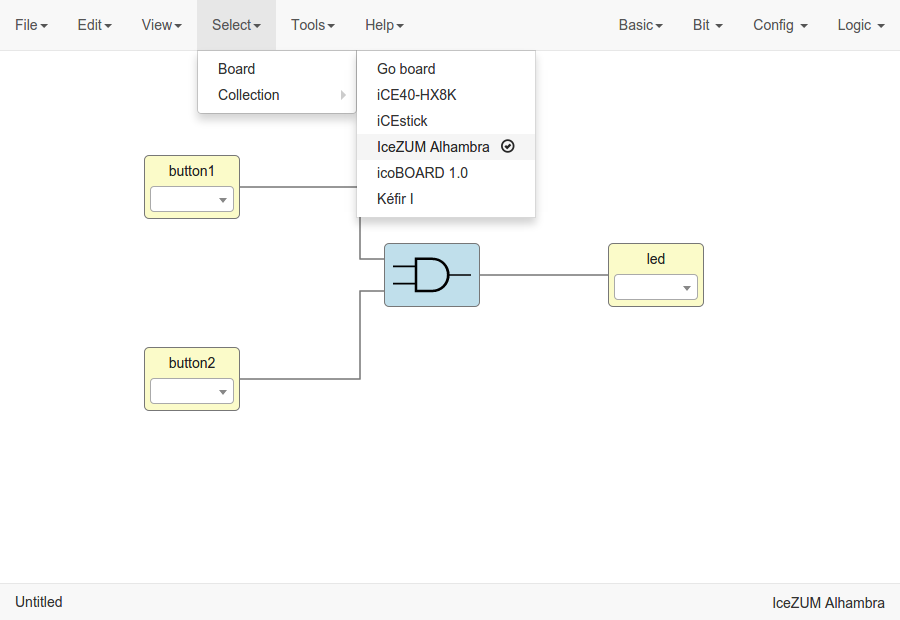 File Edit View Select Tools Help Basic Bit Config Logic
Board
Collection
Go board
iCE40-HX8K
iCEstick
IceZUM Alhambra
icoBOARD 1.0
Kéfir I
button1
led
button2
Untitled
IceZUM Alhambra